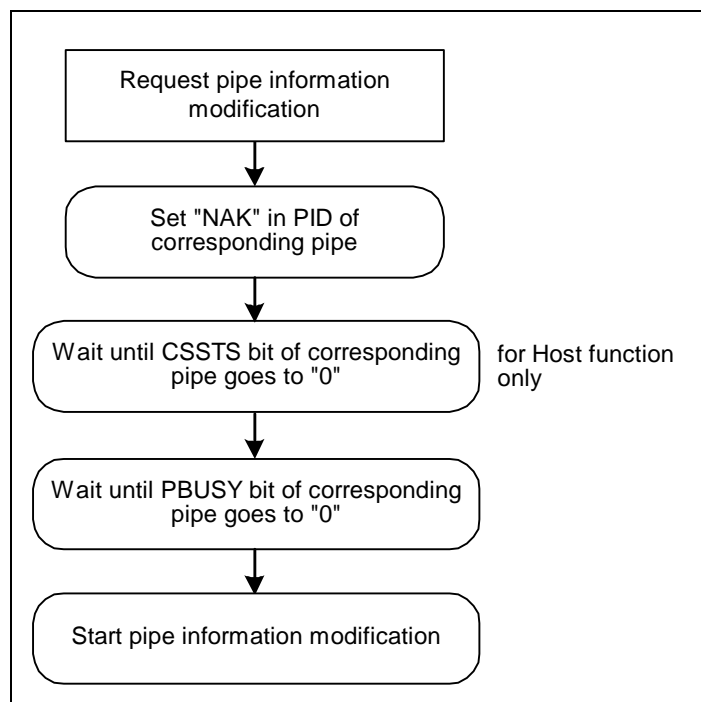 Request pipe information
modification
Set "NAK" in PID of
corresponding pipe
Wait until CSSTS bit of corresponding
pipe goes to "0"
for Host function
only
Wait until PBUSY bit of corresponding
pipe goes to "0"
Start pipe information modification